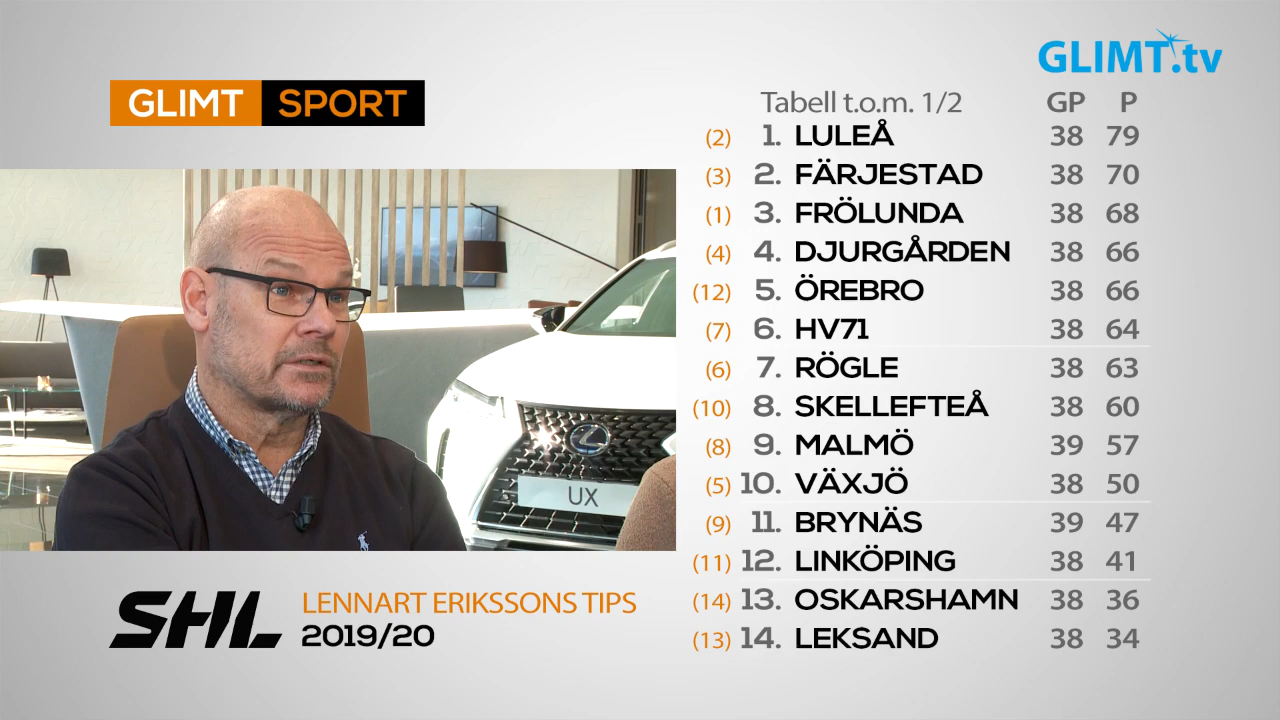 GLIMT.tv
GLIMT SPORT
Tabell t.o.m. 1/2 GP P
(2) 1. LULEÅ 38 79
(3) 2. FÄRJESTAD 38 70
(1) 3. FRÖLUNDA 38 68
(4) 4. DJURGÅRDEN 38 66
(12) 5. ÖREBRO 38 66
(7) 6. HV71 38 64
(6) 7. RÖGLE 38 63
(10) 8. SKELLEFTEÅ 38 60
(8) 9. MALMÖ 39 57
(5) 10. VÄXJÖ 38 50
(9) 11. BRYNÄS 39 47
(11) 12. LINKÖPING 38 41
(14) 13. OSKARSHAMN 38 36
(13) 14. LEKSAND 38 34
UX
SHL
LENNART ERIKSSONS TIPS
2019/20